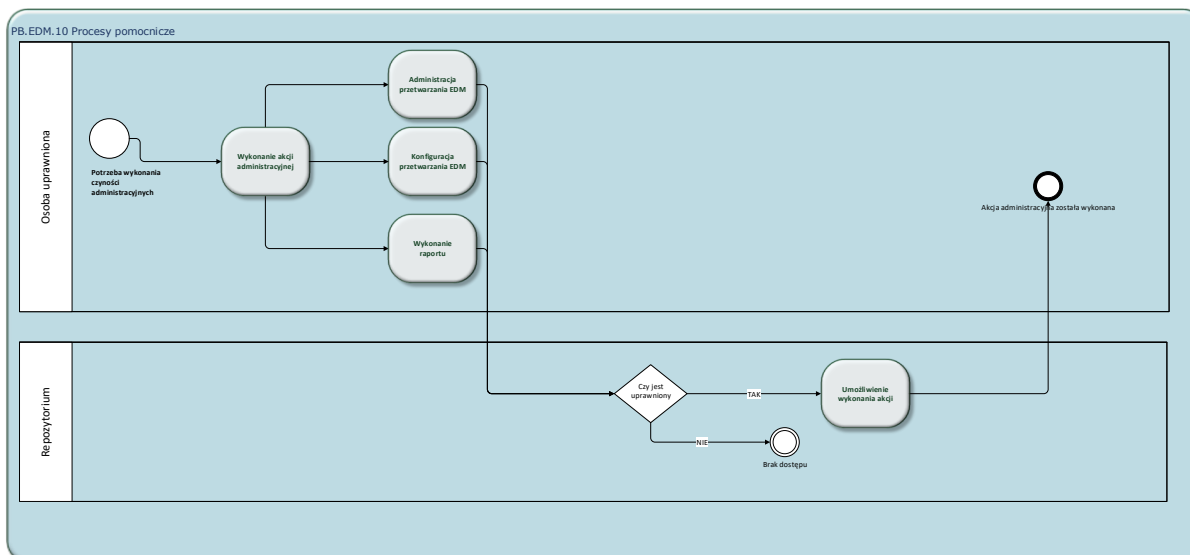 PB.EDM.10 Procesy pomocnicze
Osoba uprawniona
Potrzeba wykonania
czyności
administracyjnych
Wykonanie akcji
administracyjnej
Administracja
przetwarzania EDM
Konfiguracja
przetwarzania EDM
Wykonanie
raportu
Akcja administracyjna została wykonana
Repozytorium
Czy jest
uprawniony
TAK
NIE
Umożliwienie
wykonania akcji
Brak dostępu